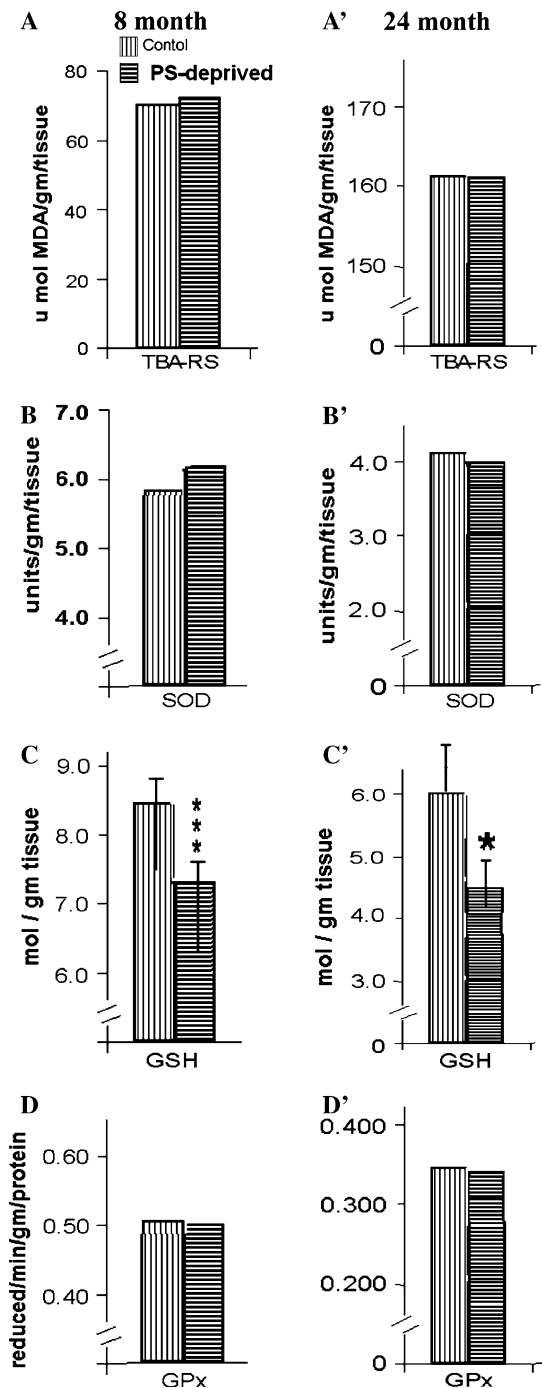 A 8 month
Contol
PS-deprived
80
60
40
20
0
u mol MDA/gm/tissue
TBA-RS
A’ 24 month
170
160
150
0
u mol MDA/gm/tissue
TBA-RS
B
7.0
6.0
5.0
4.0
units/gm/tissue
SOD
B’
4.0
3.0
2.0
0
units/gm/tissue
SOD
C
9.0
8.0
7.0
6.0
mol / gm tissue
***
GSH
C’
6.0
5.0
4.0
3.0
0
mol / gm tissue
*
GSH
D
0.60
0.50
0.40
reduced/min/gm/protein
GPx
D’
0.400
0.300
0.200
0
GPx